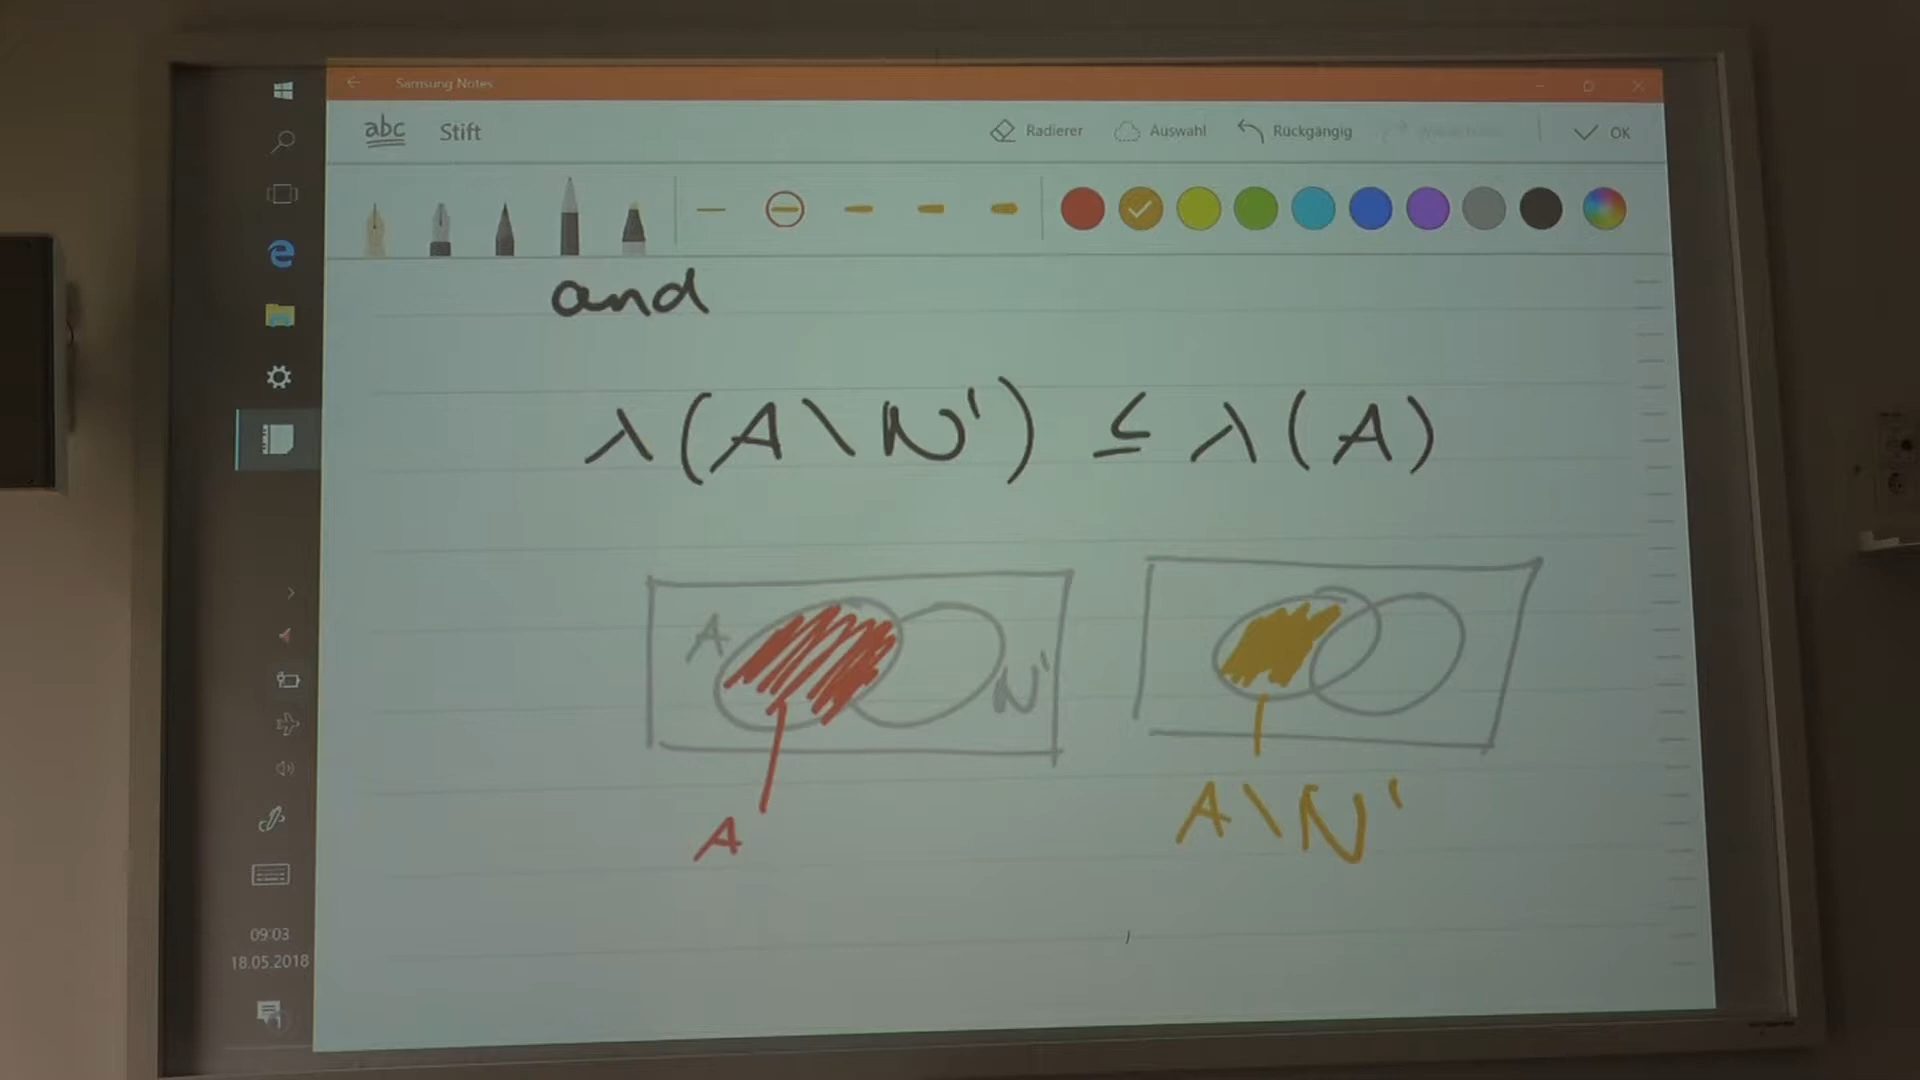 Samsung Notes
abc Stift Radierer Auswahl Rückgängig OK
and
λ(A\N') ≤ λ(A)
A N'
A A\N'
09:03
18.05.2018